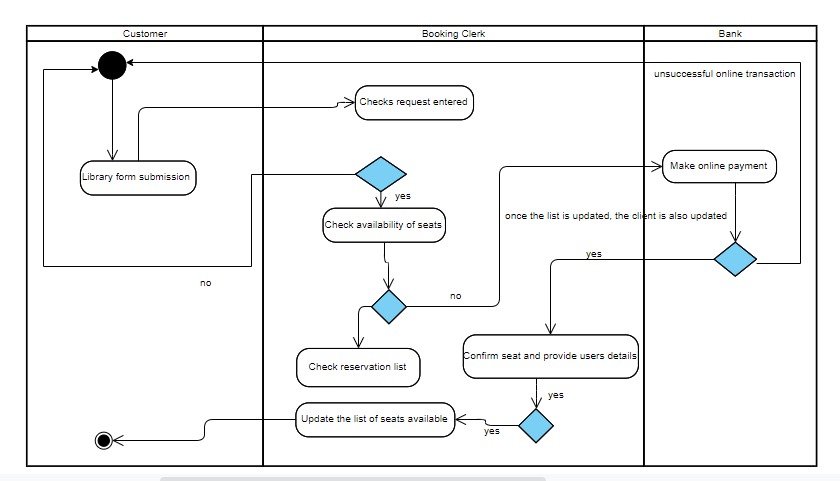 Customer
Booking Clerk
Bank
unsuccessful online transaction
Checks request entered
Make online payment
Library form submission
yes
once the list is updated, the client is also updated
Check availability of seats
yes
no
no
Confirm seat and provide users details
Check reservation list
yes
Update the list of seats available
yes